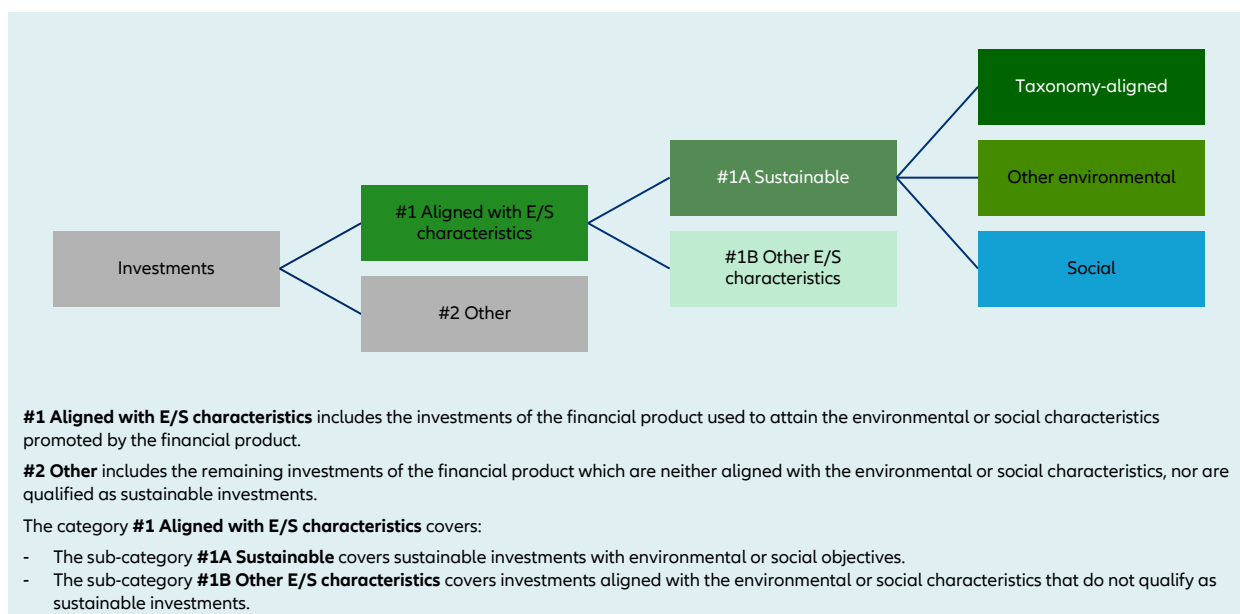 Taxonomy-aligned
#1A Sustainable
Other environmental
#1 Aligned with E/S
characteristics
Investments
#1B Other E/S
characteristics
Social
#2 Other
#1 Aligned with E/S characteristics includes the investments of the financial product used to attain the environmental or social characteristics
promoted by the financial product.
#2 Other includes the remaining investments of the financial product which are neither aligned with the environmental or social characteristics, nor are
qualified as sustainable investments.
The category #1 Aligned with E/S characteristics covers:
- The sub-category #1A Sustainable covers sustainable investments with environmental or social objectives.
- The sub-category #1B Other E/S characteristics covers investments aligned with the environmental or social characteristics that do not qualify as
sustainable investments.